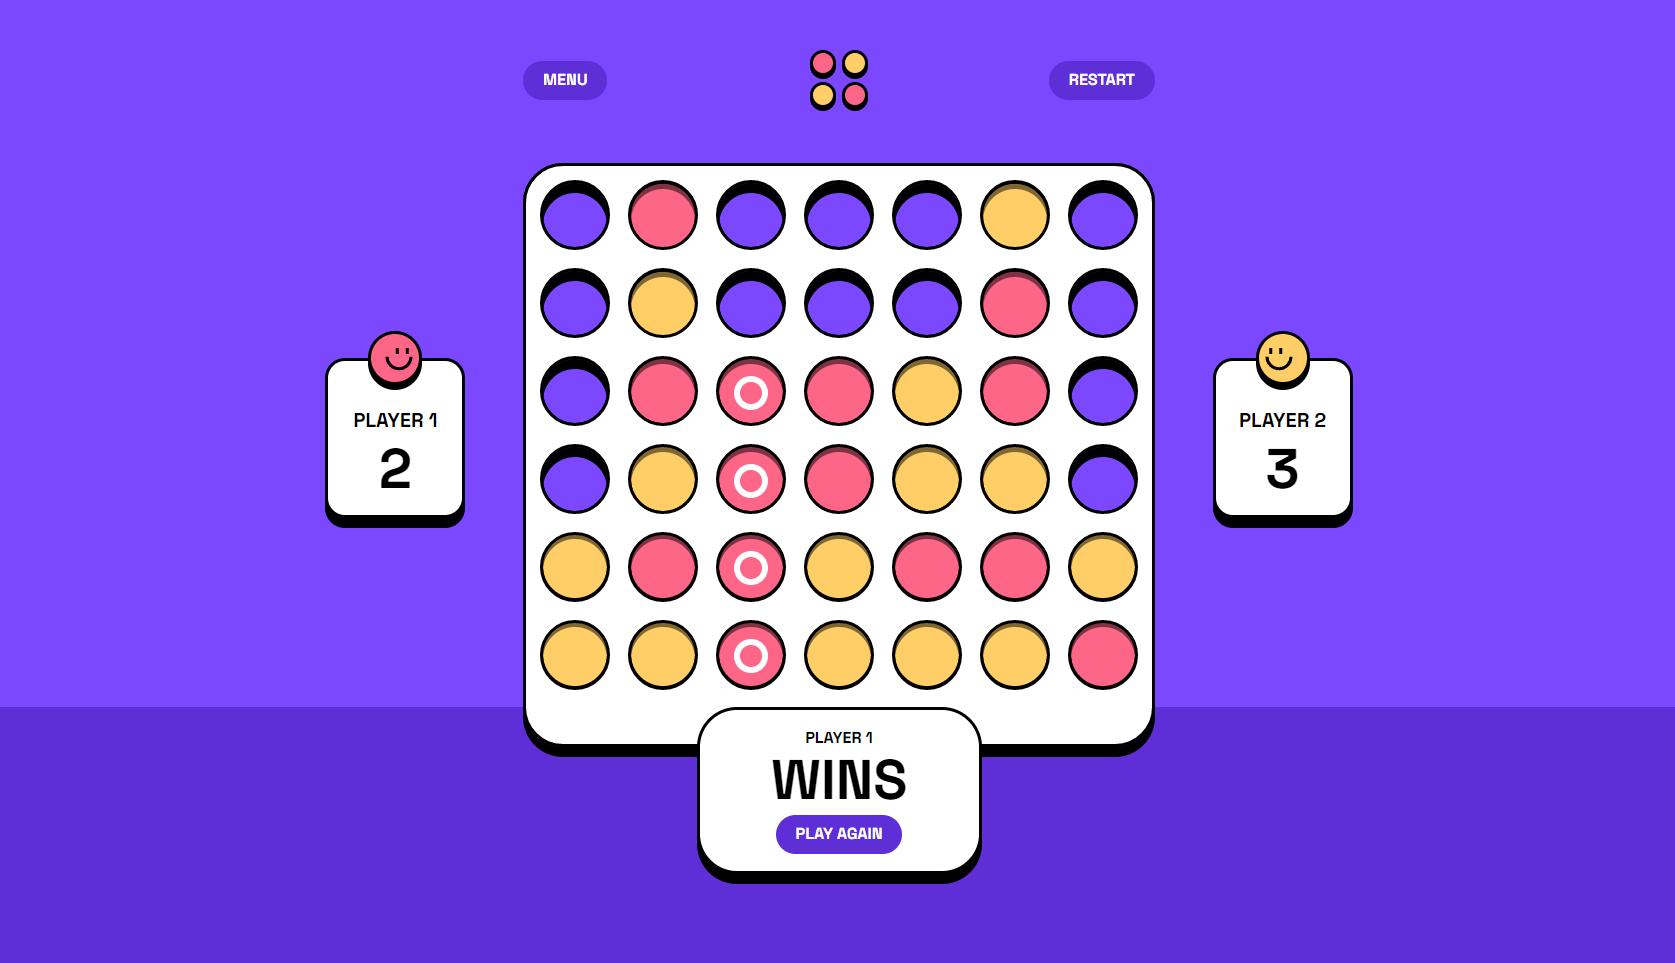 MENU
RESTART
PLAYER 1
2
PLAYER 2
3
PLAYER 1
WINS
PLAY AGAIN